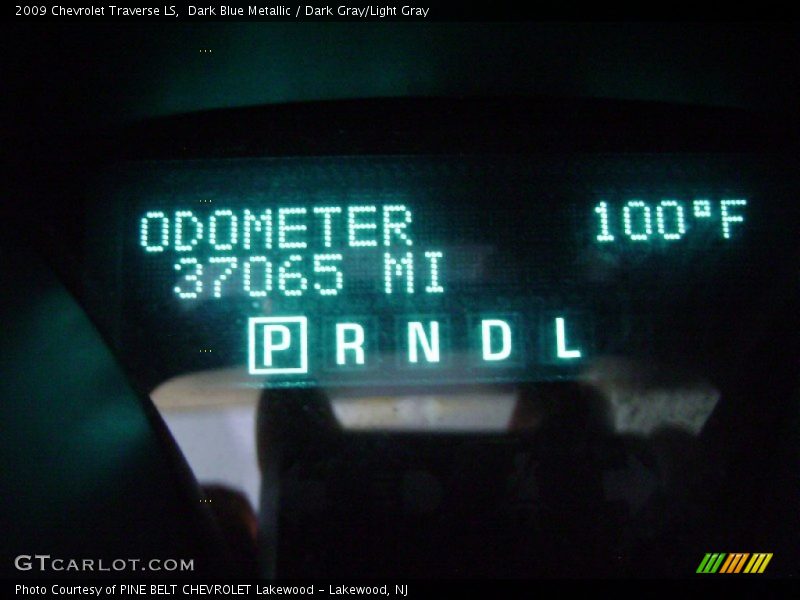 2009 Chevrolet Traverse LS,  Dark Blue Metallic / Dark Gray/Light Gray
ODOMETER 100°F
37065 MI
P R N D L
GTCARLOT.COM
Photo Courtesy of PINE BELT CHEVROLET Lakewood - Lakewood, NJ